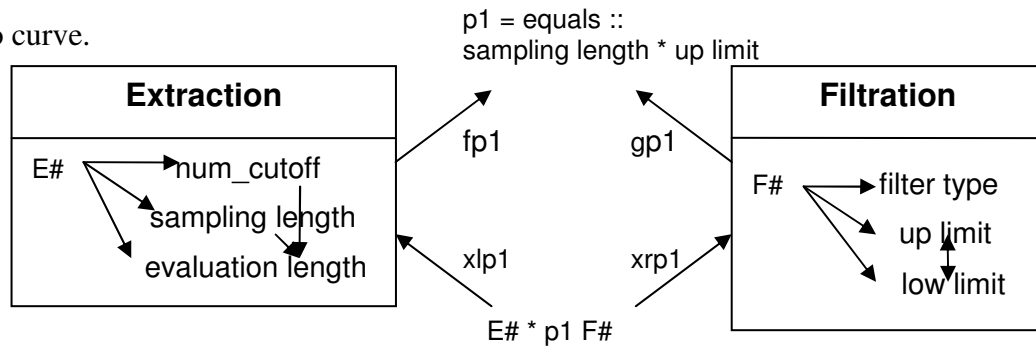 curve.
p1 = equals ::
sampling length * up limit
Extraction
E#
num_cutoff
sampling length
evaluation length
fp1
gp1
xlp1
xrp1
E# * p1 F#
Filtration
F#
filter type
up limit
low limit